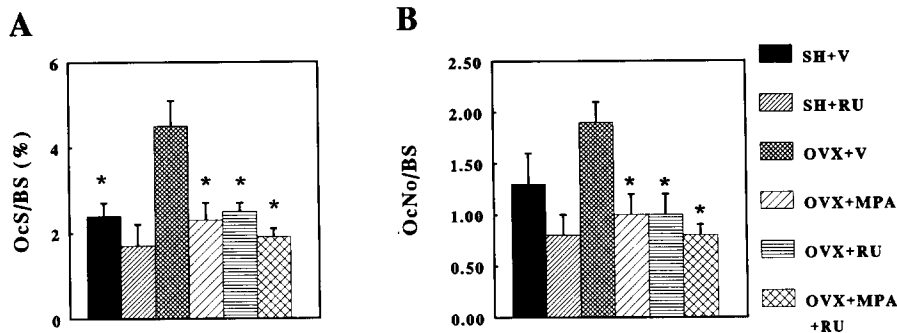 A
B
OcS/BS (%)
6
4
2
0
*
*
*
*
OcNo/BS
2.50
2.00
1.50
1.00
0.50
0.00
*
*
*
SH+V
SH+RU
OVX+V
OVX+MPA
OVX+RU
OVX+MPA
+RU